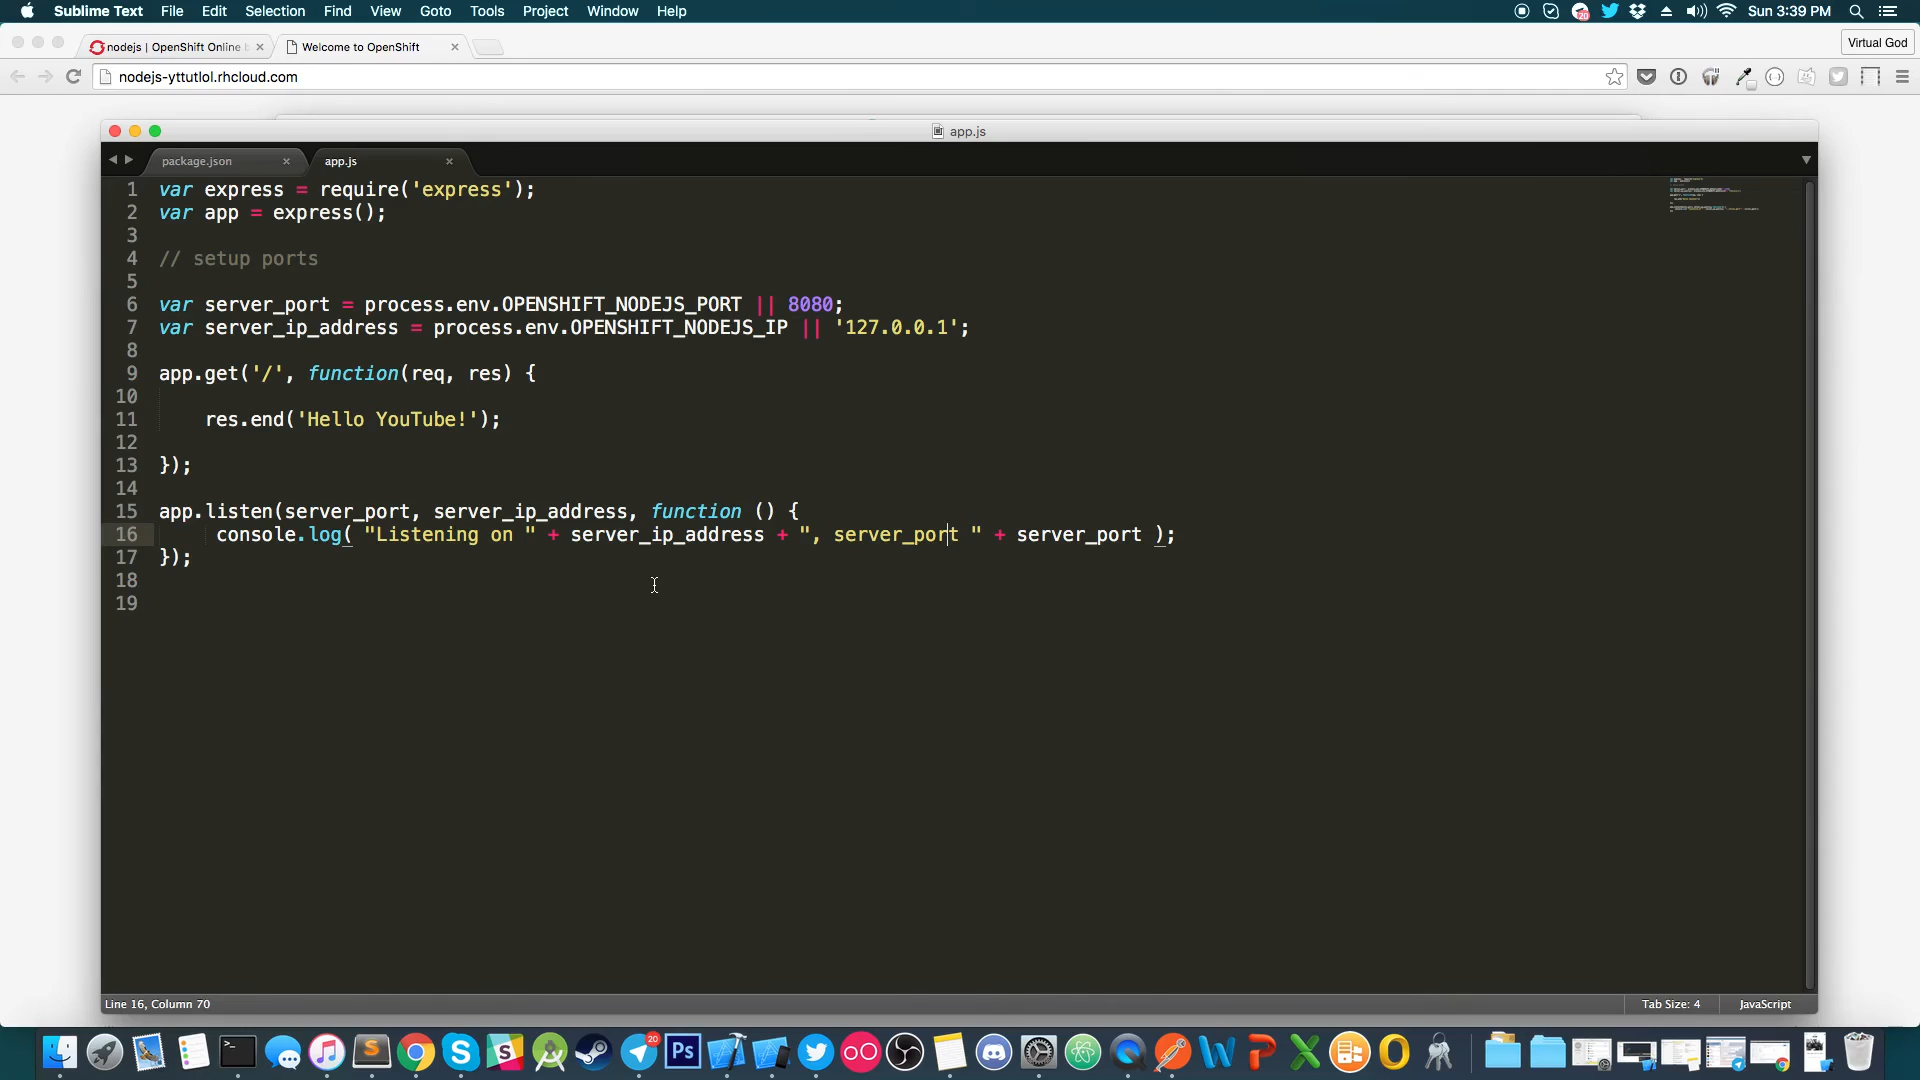 Sublime Text File Edit Selection Find View Goto Tools Project Window Help Sun 3:39 PM
nodejs | OpenShift Online Welcome to OpenShift Virtual God
nodejs-yttutlol.rhcloud.com
app.js
package.json app.js
1 var express = require('express');
2 var app = express();
3
4 // setup ports
5
6 var server_port = process.env.OPENSHIFT_NODEJS_PORT || 8080;
7 var server_ip_address = process.env.OPENSHIFT_NODEJS_IP || '127.0.0.1';
8
9 app.get('/', function(req, res) {
10
11 res.end('Hello YouTube!');
12
13 });
14
15 app.listen(server_port, server_ip_address, function () {
16 console.log( "Listening on " + server_ip_address + ", server_port " + server_port );
17 });
18
19
Line 16, Column 70 Tab Size: 4 JavaScript
20
Ps